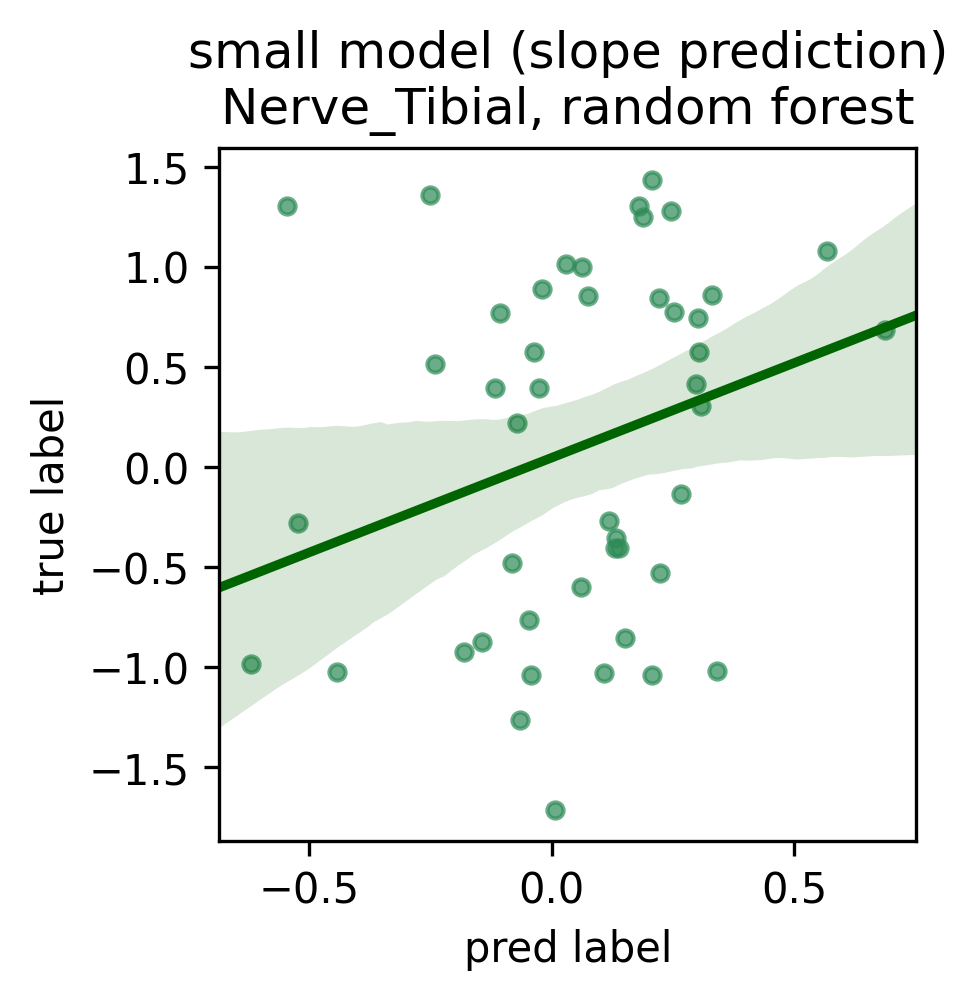 small model (slope prediction)
Nerve_Tibial, random forest
1.5
1.0
0.5
0.0
−0.5
−1.0
−1.5
true label
−0.5 0.0 0.5
pred label